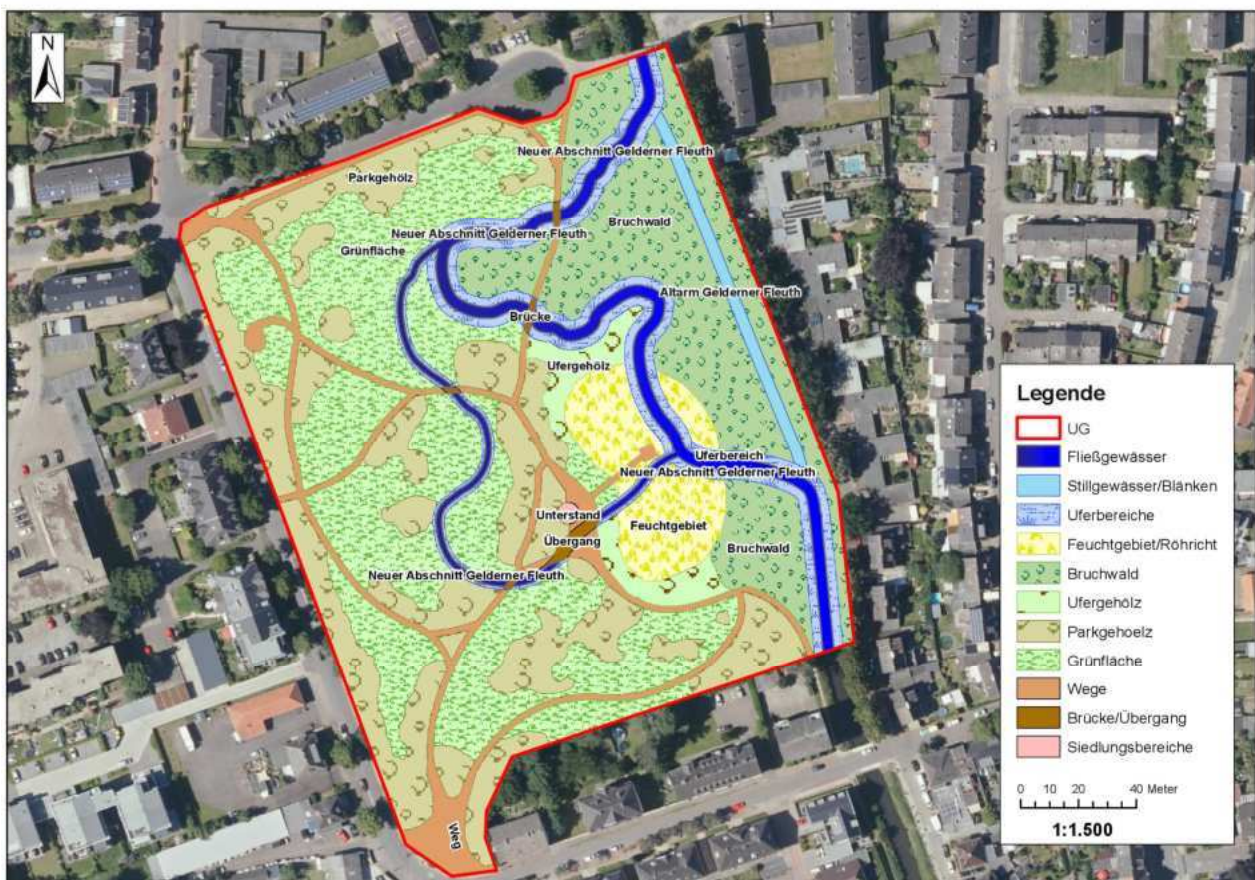 N
Neuer Abschnitt Gelderner Fleuth
Parkgehölz
Bruchwald
Neuer Abschnitt Gelderner Fleuth
Grünfläche
Altarm Gelderner Fleuth
Brücke
Ufergehölz
Uferbereich
Neuer Abschnitt Gelderner Fleuth
Unterstand
Feuchtgebiet
Übergang
Bruchwald
Neuer Abschnitt Gelderner Fleuth
Weg
Legende
UG
Fließgewässer
Stillgewässer/Blänken
Uferbereiche
Feuchtgebiet/Röhricht
Bruchwald
Ufergehölz
Parkgehoelz
Grünfläche
Wege
Brücke/Übergang
Siedlungsbereiche
0 10 20 40 Meter
1:1.500